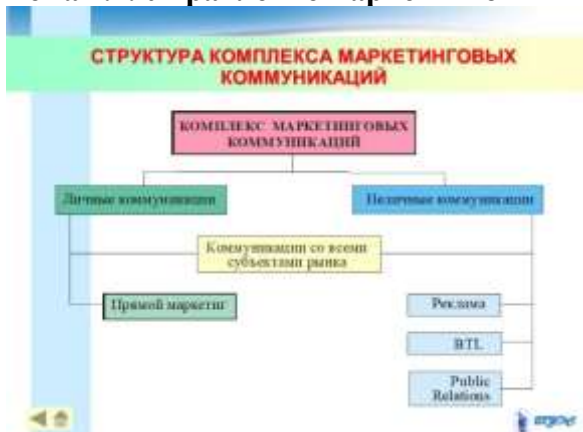 СТРУКТУРА КОМПЛЕКСА МАРКЕТИНГОВЫХ
КОММУНИКАЦИЙ
КОМПЛЕКС МАРКЕТИНГОВЫХ
КОММУНИКАЦИЙ
Личные коммуникации
Неличные коммуникации
Коммуникации со всеми
субъектами рынка
Прямой маркетинг
Реклама
BTL
Public
Relations